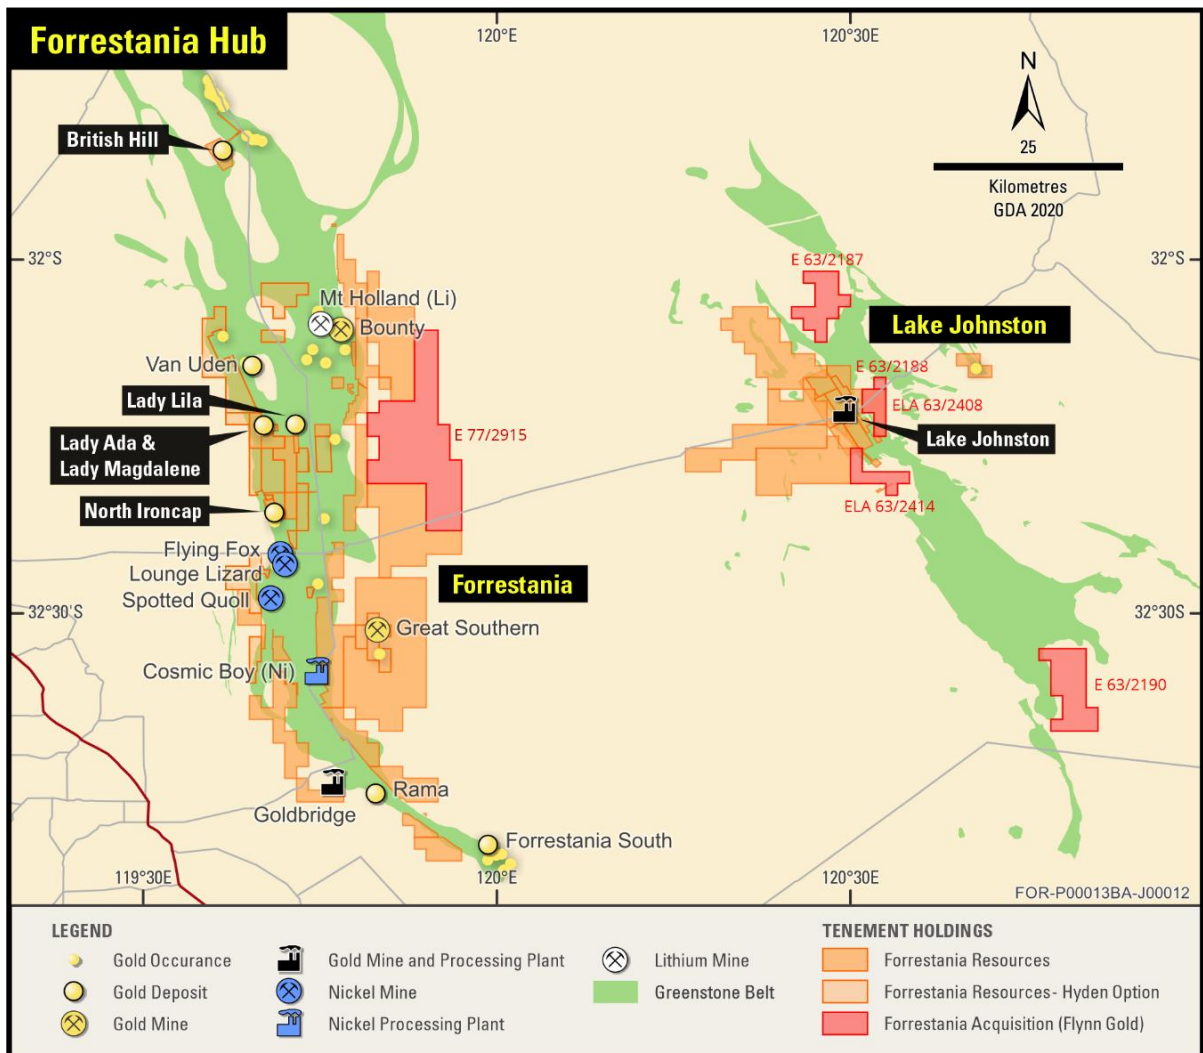 Forrestania Hub
120°E
120°30E
N
25
Kilometres
GDA 2020
British Hill
32°S
32°S
E 63/2187
Mt Holland (Li)
Bounty
Lake Johnston
Van Uden
E 63/2188
Lady Lila
ELA 63/2408
Lady Ada &
Lady Magdalene
E 77/2915
Lake Johnston
North Ironcap
ELA 63/2414
Flying Fox
Lounge Lizard
Spotted Quoll
Forrestania
32°30'S
32°30S
Great Southern
Cosmic Boy (Ni)
E 63/2190
Rama
Goldbridge
Forrestania South
119°30E
120°E
120°30E
FOR-P00013BA-J00012
LEGEND
Gold Occurance
Gold Deposit
Gold Mine
Gold Mine and Processing Plant
Nickel Mine
Nickel Processing Plant
Lithium Mine
Greenstone Belt
TENEMENT HOLDINGS
Forrestania Resources
Forrestania Resources- Hyden Option
Forrestania Acquisition (Flynn Gold)